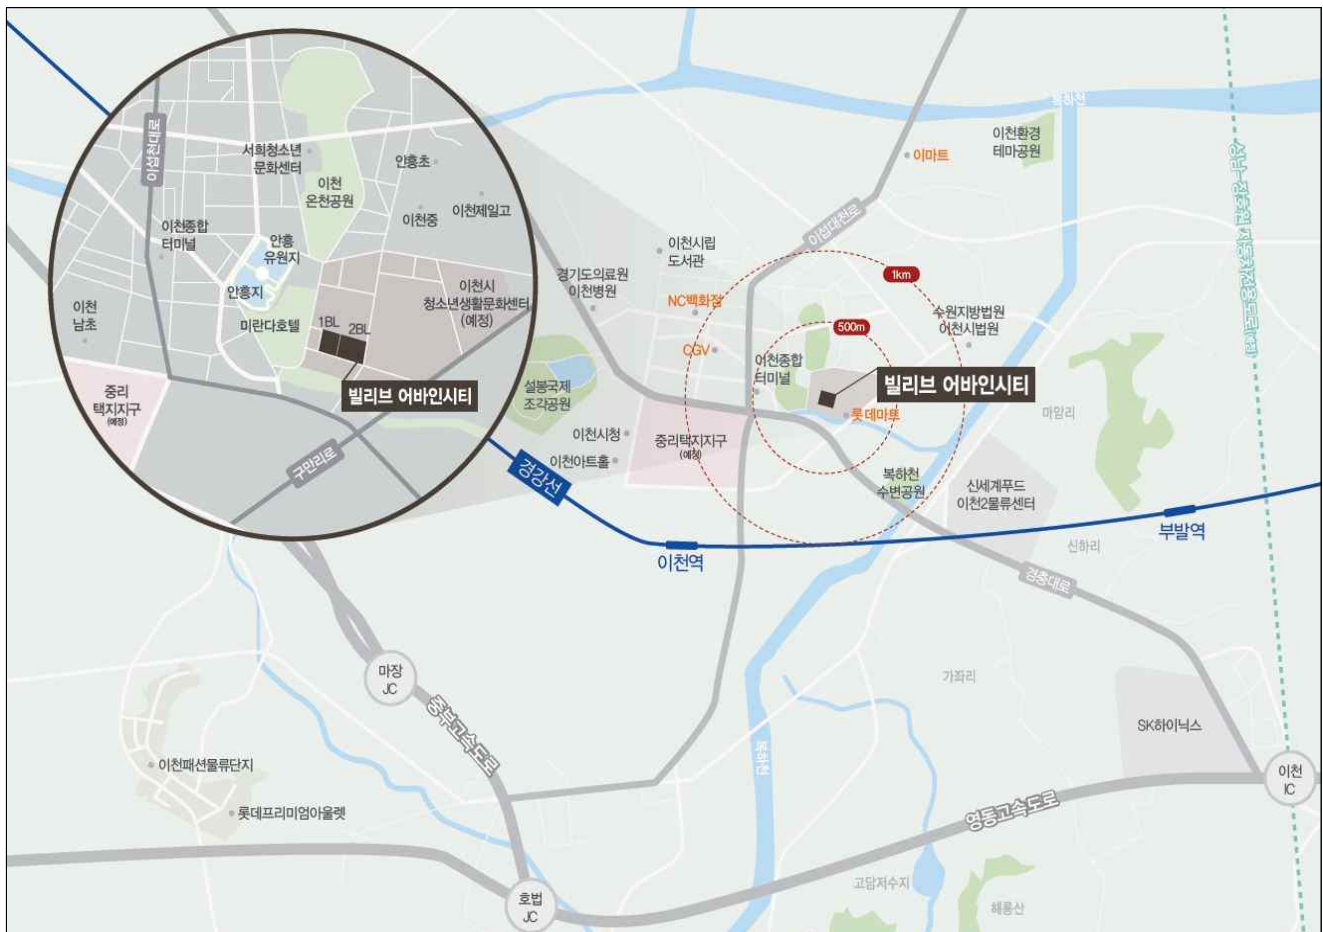 이섭천대로
서희청소년
문화센터
안흥초
이천
온천공원
이천중
이천제일고
이천종합
터미널
안흥
유원지
안흥지
이천시
청소년생활문화센터
(예정)
이천
남초
미란다호텔
1BL
2BL
빌리브 어바인시티
중리
택지지구
(예정)
구만리로
복하천
이천환경
테마공원
이마트
성남-장호원 자동차전용도로(예정)
이섭대천로
이천시립
도서관
1km
경기도의료원
이천병원
NC백화점
500m
수원지방법원
이천시법원
CGV
이천종합
터미널
빌리브 어바인시티
설봉국제
조각공원
롯데마트
마암리
이천시청
중리택지지구
(예정)
이천아트홀
경강선
복하천
수변공원
신세계푸드
이천2물류센터
이천역
부발역
신하리
경충대로
마장
JC
가좌리
중부고속도로
SK하이닉스
복하천
이천패션물류단지
이천
IC
롯데프리미엄아울렛
영동고속도로
고담저수지
호법
JC
해룡산